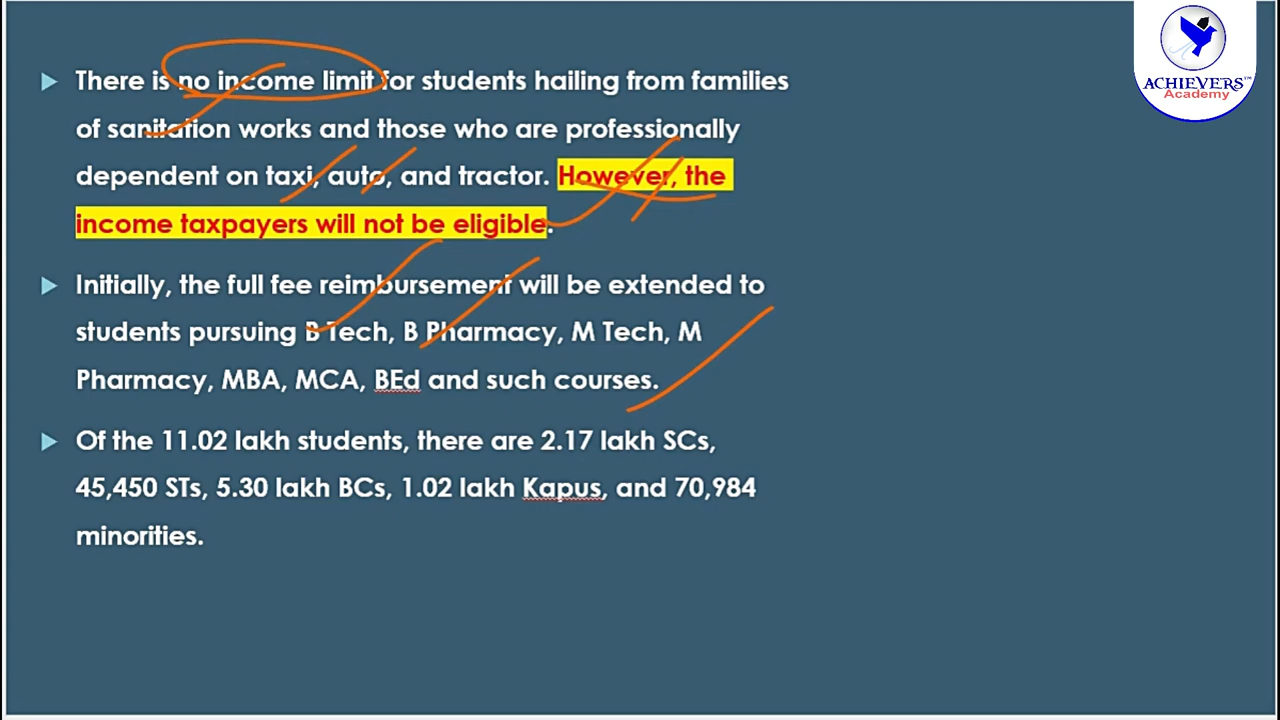 There is no income limit for students hailing from families
of sanitation works and those who are professionally
dependent on taxi, auto, and tractor. However, the
income taxpayers will not be eligible.
Initially, the full fee reimbursement will be extended to
students pursuing B Tech, B Pharmacy, M Tech, M
Pharmacy, MBA, MCA, BEd and such courses.
Of the 11.02 lakh students, there are 2.17 lakh SCs,
45,450 STs, 5.30 lakh BCs, 1.02 lakh Kapus, and 70,984
minorities.
ACHIEVERS™
Academy